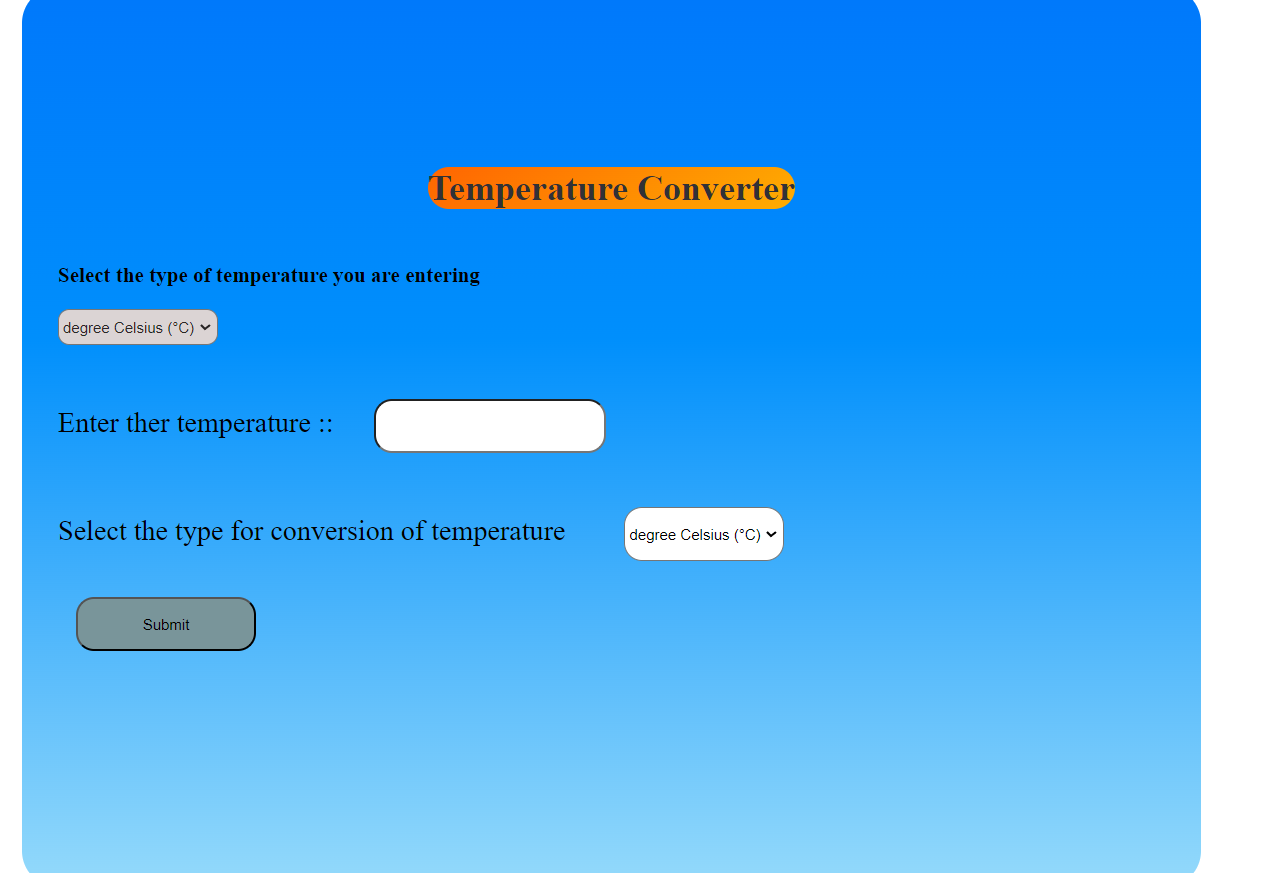 Temperature Converter
Select the type of temperature you are entering
degree Celsius (°C)
Enter ther temperature ::
Select the type for conversion of temperature
degree Celsius (°C)
Submit